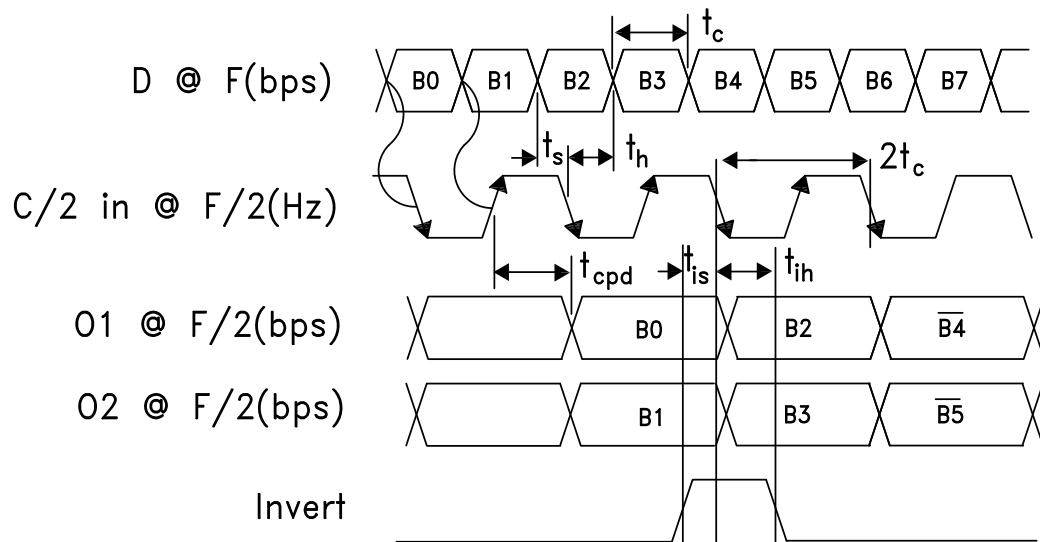 t_c
D @ F(bps) B0 B1 B2 B3 B4 B5 B6 B7
t_s t_h 2t_c
C/2 in @ F/2(Hz)
t_cpd t_is t_ih
O1 @ F/2(bps) B0 B2 B̅4̅
O2 @ F/2(bps) B1 B3 B̅5̅
Invert